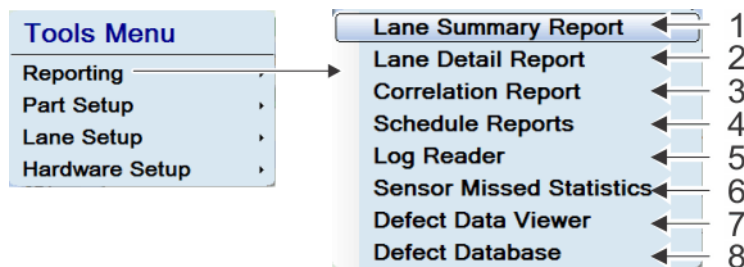 Tools Menu
Reporting
Part Setup
Lane Setup
Hardware Setup
Lane Summary Report 1
Lane Detail Report 2
Correlation Report 3
Schedule Reports 4
Log Reader 5
Sensor Missed Statistics 6
Defect Data Viewer 7
Defect Database 8